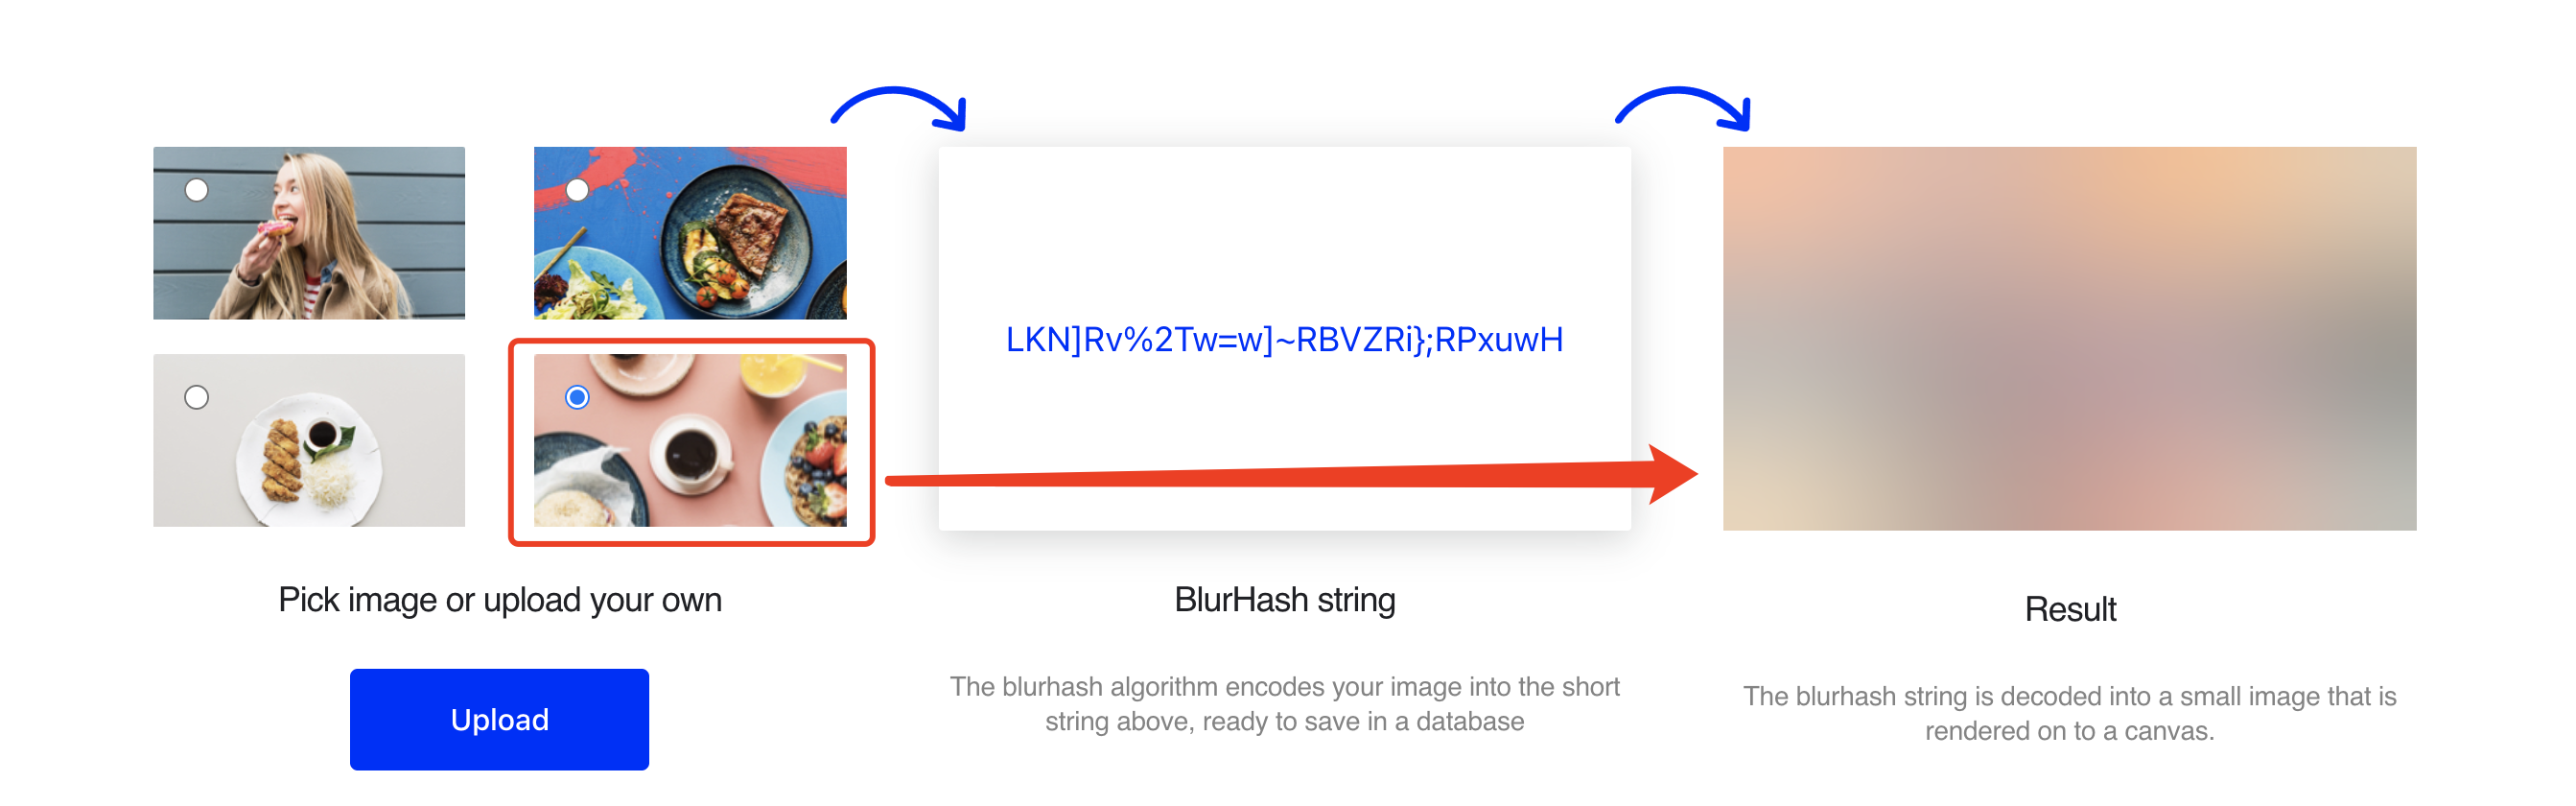 LKN]Rv%2Tw=w]~RBVZRi};RPxuwH
Pick image or upload your own
Upload
BlurHash string
The blurhash algorithm encodes your image into the short
string above, ready to save in a database
Result
The blurhash string is decoded into a small image that is
rendered on to a canvas.